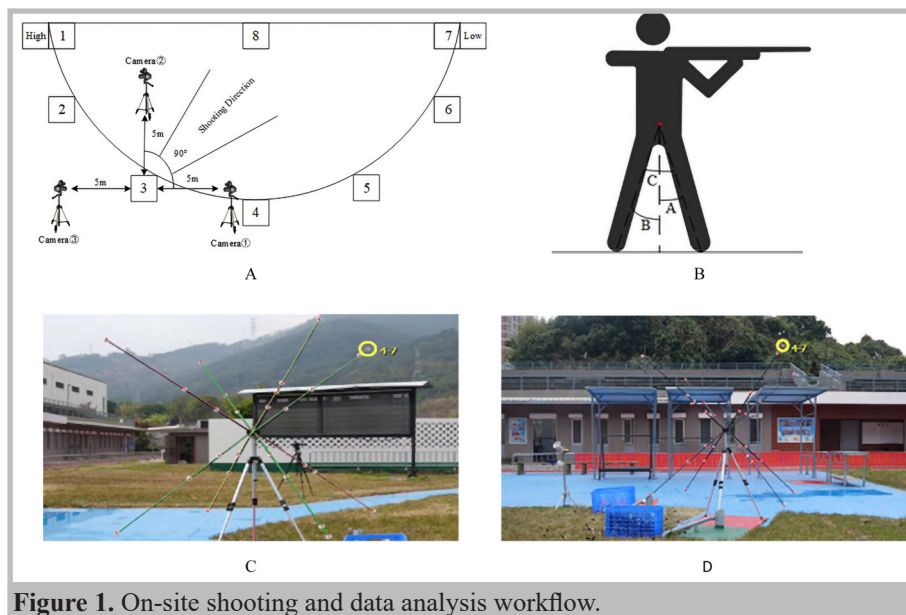 High 1 8 7 Low
Camera②
2 6
Shooting Direction
5m
90°
5m 3 5m 5
4
Camera③ Camera①
A
C
A
B
B
4-7
C
4-7
D
Figure 1. On-site shooting and data analysis workflow.